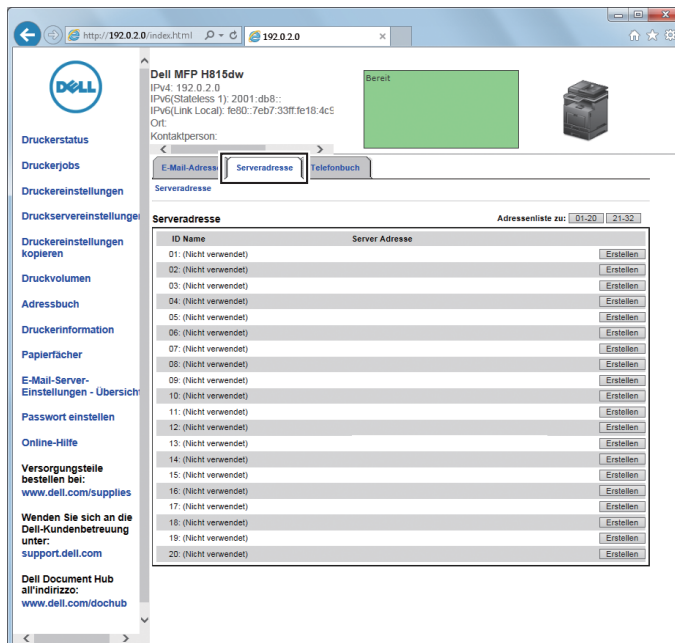 http://192.0.2.0/index.html
192.0.2.0
DELL
Dell MFP H815dw
IPv4: 192.0.2.0
IPv6(Stateless 1): 2001:db8::
IPv6(Link Local): fe80::7eb7:33ff:fe18:4c9
Ort:
Kontaktperson:
Bereit
Druckerstatus
Druckerjobs
Druckereinstellungen
Druckservereinstellungen
Druckereinstellungen
kopieren
Druckvolumen
Adressbuch
Druckerinformation
Papierfächer
E-Mail-Server-
Einstellungen - Übersicht
Passwort einstellen
Online-Hilfe
Versorgungsteile
bestellen bei:
www.dell.com/supplies
Wenden Sie sich an die
Dell-Kundenbetreuung
unter:
support.dell.com
Dell Document Hub
all'indirizzo:
www.dell.com/dochub
E-Mail-Adresse Serveradresse Telefonbuch
Serveradresse
Serveradresse Adressenliste zu: 01-20 21-32
ID Name Server Adresse
01: (Nicht verwendet) Erstellen
02: (Nicht verwendet) Erstellen
03: (Nicht verwendet) Erstellen
04: (Nicht verwendet) Erstellen
05: (Nicht verwendet) Erstellen
06: (Nicht verwendet) Erstellen
07: (Nicht verwendet) Erstellen
08: (Nicht verwendet) Erstellen
09: (Nicht verwendet) Erstellen
10: (Nicht verwendet) Erstellen
11: (Nicht verwendet) Erstellen
12: (Nicht verwendet) Erstellen
13: (Nicht verwendet) Erstellen
14: (Nicht verwendet) Erstellen
15: (Nicht verwendet) Erstellen
16: (Nicht verwendet) Erstellen
17: (Nicht verwendet) Erstellen
18: (Nicht verwendet) Erstellen
19: (Nicht verwendet) Erstellen
20: (Nicht verwendet) Erstellen